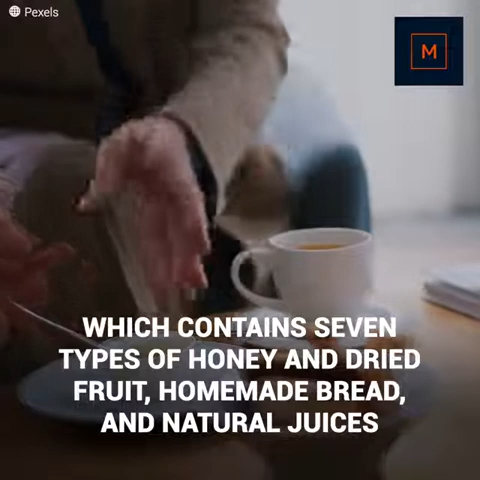 Pexels
M
WHICH CONTAINS SEVEN
TYPES OF HONEY AND DRIED
FRUIT, HOMEMADE BREAD,
AND NATURAL JUICES